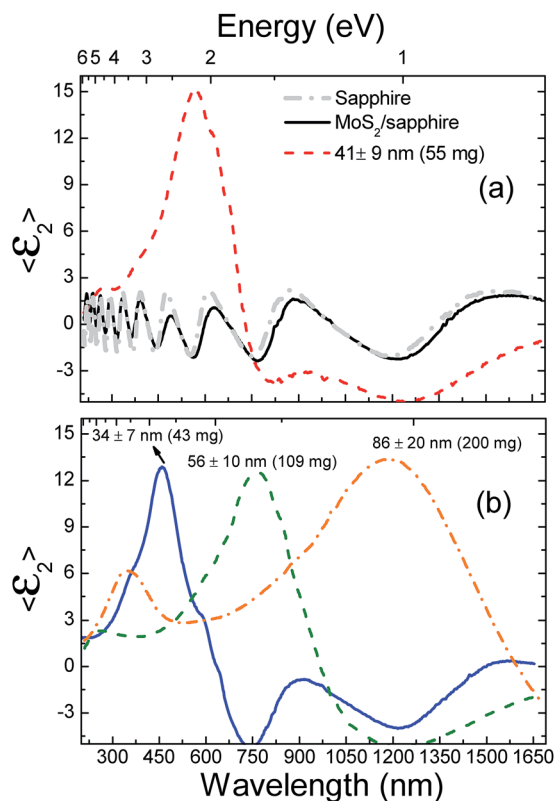 Energy (eV)
6 5 4 3 2 1
15
12
9
6
3
0
-3
<ε₂>
Sapphire
MoS₂/sapphire
41± 9 nm (55 mg)
(a)
34 ± 7 nm (43 mg)
56 ± 10 nm (109 mg)
86 ± 20 nm (200 mg)
(b)
15
12
9
6
3
0
-3
<ε₂>
300 450 600 750 900 1050 1200 1350 1500 1650
Wavelength (nm)